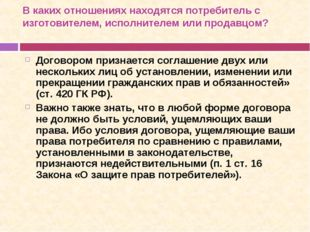 В каких отношениях находятся потребитель с
изготовителем, исполнителем или продавцом?
Договором признается соглашение двух или
нескольких лиц об установлении, изменении или
прекращении гражданских прав и обязанностей»
(ст. 420 ГК РФ).
Важно также знать, что в любой форме договора
не должно быть условий, ущемляющих ваши
права. Ибо условия договора, ущемляющие ваши
права потребителя по сравнению с правилами,
установленными в законодательстве,
признаются недействительными (п. 1 ст. 16
Закона «О защите прав потребителей»).